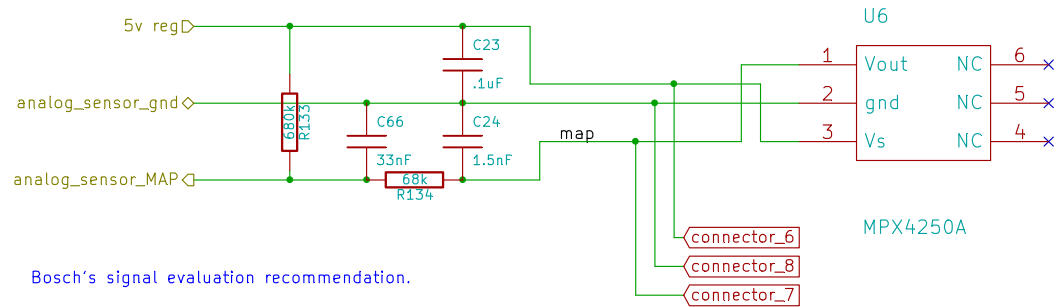 U6
5v reg
C23
.1uF
1 Vout NC 6
analog_sensor_gnd
2 gnd NC 5
680k
R133
C66
C24
map
3 Vs NC 4
33nF
1.5nF
analog_sensor_MAP
68k
R134
MPX4250A
connector_6
connector_8
Bosch's signal evaluation recommendation.
connector_7